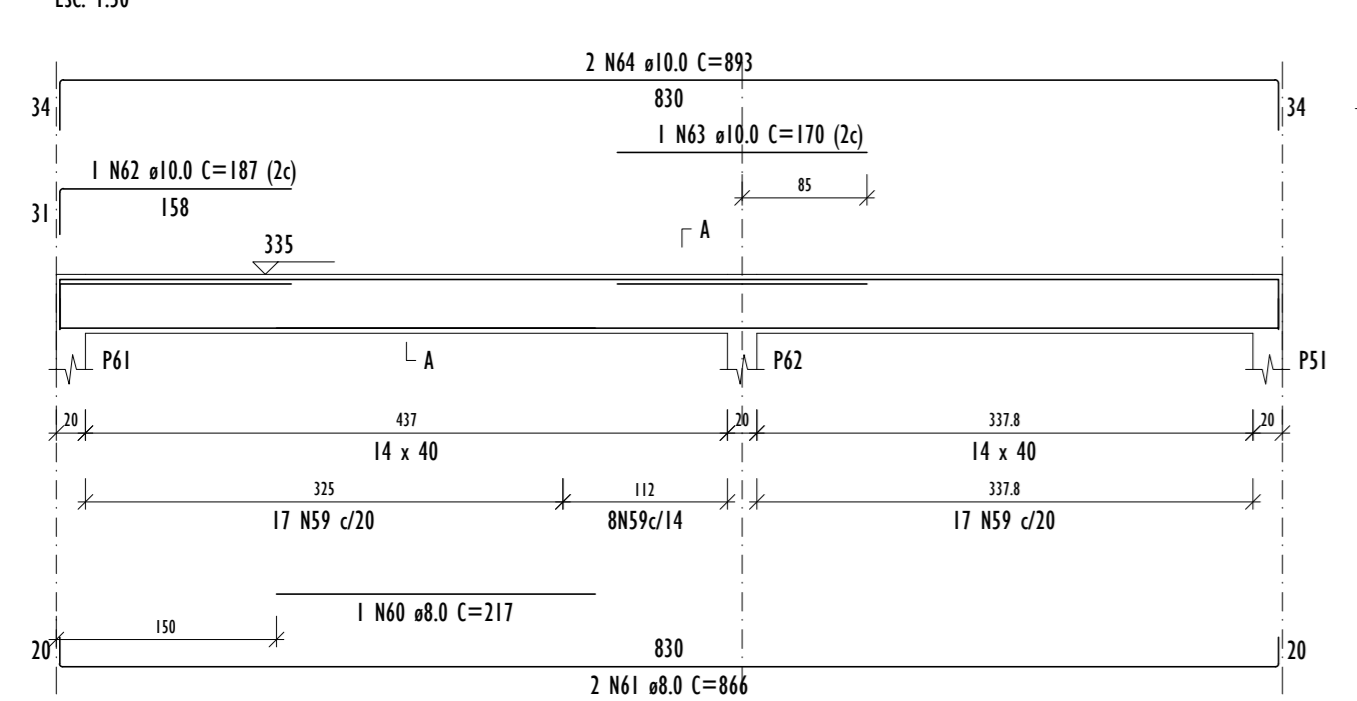 ESC. 1:50
2 N64 ø10.0 C=893
34 830 34
1 N63 ø10.0 C=170 (2c)
1 N62 ø10.0 C=187 (2c)
85
31 158
A
335
P61 A P62 P51
20 437 20 337.8 20
14 x 40 14 x 40
325 112 337.8
17 N59 c/20 8N59c/14 17 N59 c/20
1 N60 ø8.0 C=217
150
20 830 20
2 N61 ø8.0 C=866